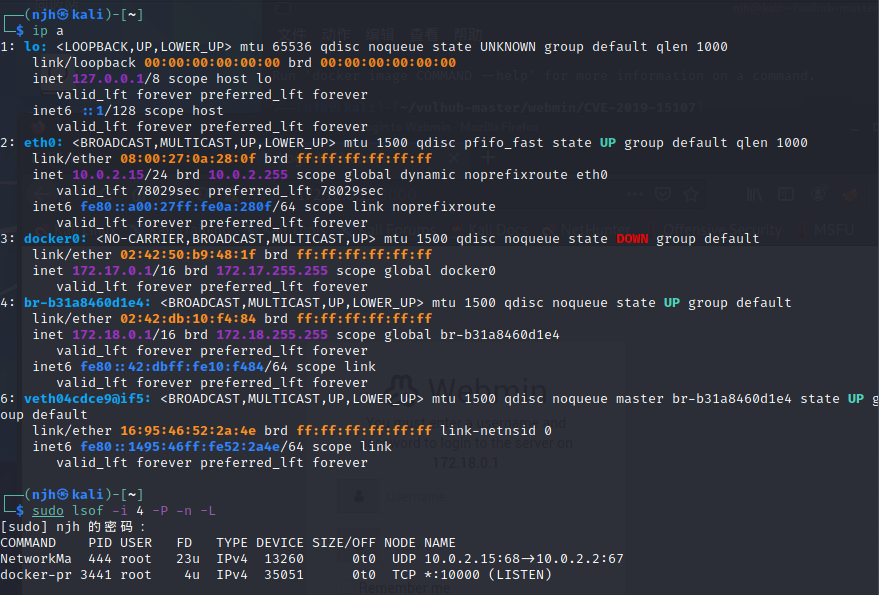 (njh㉿kali)-[~]
$ ip a
1: lo: <LOOPBACK,UP,LOWER_UP> mtu 65536 qdisc noqueue state UNKNOWN group default qlen 1000
link/loopback 00:00:00:00:00:00 brd 00:00:00:00:00:00
inet 127.0.0.1/8 scope host lo
valid_lft forever preferred_lft forever
inet6 ::1/128 scope host
valid_lft forever preferred_lft forever
2: eth0: <BROADCAST,MULTICAST,UP,LOWER_UP> mtu 1500 qdisc pfifo_fast state UP group default qlen 1000
link/ether 08:00:27:0a:28:0f brd ff:ff:ff:ff:ff:ff
inet 10.0.2.15/24 brd 10.0.2.255 scope global dynamic noprefixroute eth0
valid_lft 78029sec preferred_lft 78029sec
inet6 fe80::a00:27ff:fe0a:280f/64 scope link noprefixroute
valid_lft forever preferred_lft forever
3: docker0: <NO-CARRIER,BROADCAST,MULTICAST,UP> mtu 1500 qdisc noqueue state DOWN group default
link/ether 02:42:50:b9:48:1f brd ff:ff:ff:ff:ff:ff
inet 172.17.0.1/16 brd 172.17.255.255 scope global docker0
valid_lft forever preferred_lft forever
4: br-b31a8460d1e4: <BROADCAST,MULTICAST,UP,LOWER_UP> mtu 1500 qdisc noqueue state UP group default
link/ether 02:42:db:10:f4:84 brd ff:ff:ff:ff:ff:ff
inet 172.18.0.1/16 brd 172.18.255.255 scope global br-b31a8460d1e4
valid_lft forever preferred_lft forever
inet6 fe80::42:dbff:fe10:f484/64 scope link
valid_lft forever preferred_lft forever
6: veth04cdce9@if5: <BROADCAST,MULTICAST,UP,LOWER_UP> mtu 1500 qdisc noqueue master br-b31a8460d1e4 state UP g
oup default
link/ether 16:95:46:52:2a:4e brd ff:ff:ff:ff:ff:ff link-netnsid 0
inet6 fe80::1495:46ff:fe52:2a4e/64 scope link
valid_lft forever preferred_lft forever
(njh㉿kali)-[~]
$ sudo lsof -i 4 -P -n -L
[sudo] njh 的密码：
COMMAND PID USER FD TYPE DEVICE SIZE/OFF NODE NAME
NetworkMa 444 root 23u IPv4 13260 0t0 UDP 10.0.2.15:68->10.0.2.2:67
docker-pr 3441 root 4u IPv4 35051 0t0 TCP *:10000 (LISTEN)